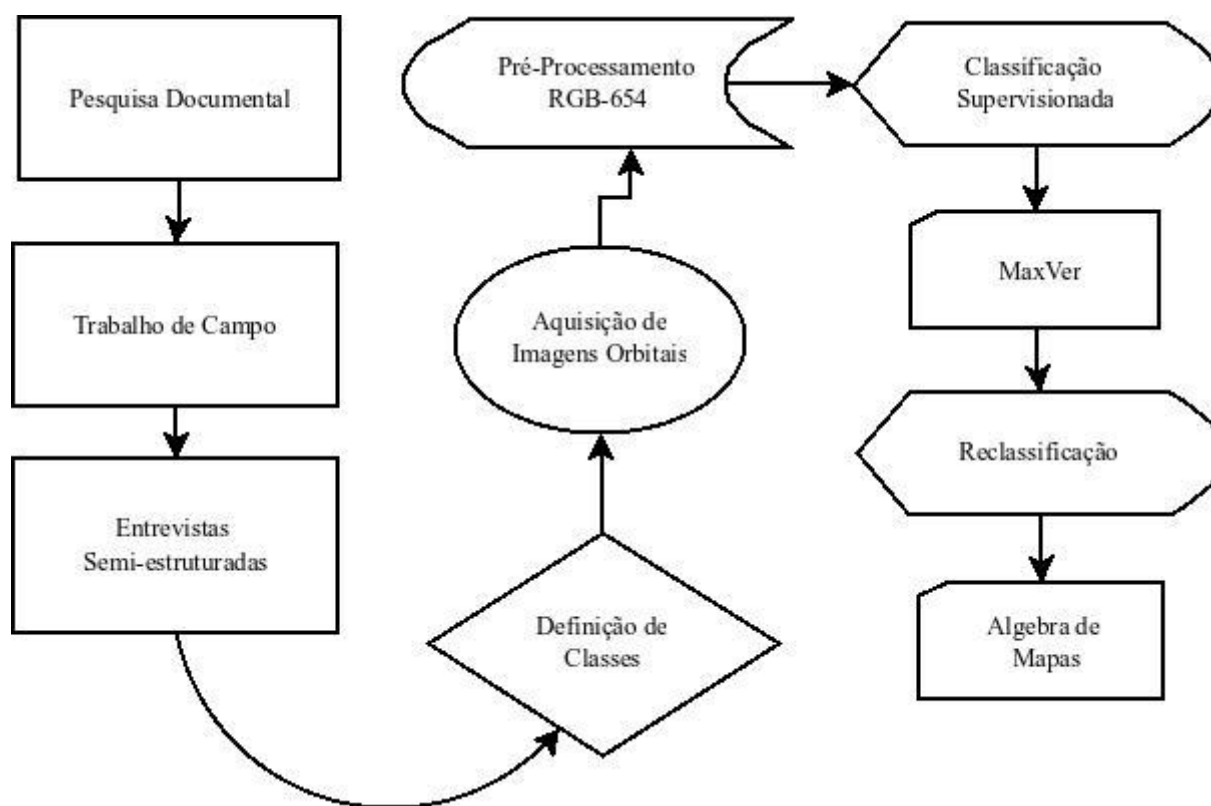 Pesquisa Documental
Trabalho de Campo
Entrevistas
Semi-estruturadas
Definição de
Classes
Aquisição de
Imagens Orbitais
Pré-Processamento
RGB-654
Classificação
Supervisionada
MaxVer
Reclassificação
Algebra de
Mapas